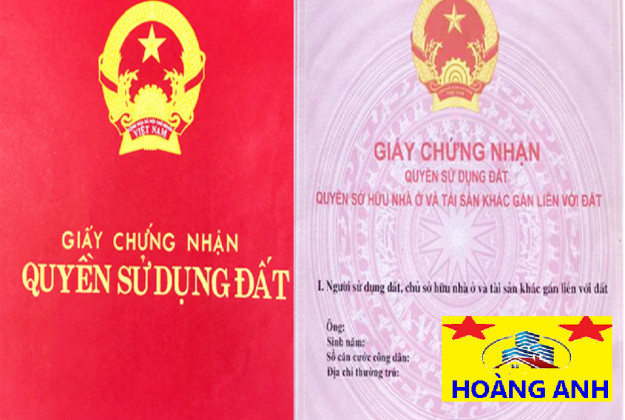 VIỆT NAM
GIẤY CHỨNG NHẬN
QUYỀN SỬ DỤNG ĐẤT
GIẤY CHỨNG NHẬN
QUYỀN SỬ DỤNG ĐẤT
QUYỀN SỞ HỮU NHÀ Ở VÀ TÀI SẢN KHÁC GẮN LIỀN VỚI ĐẤT
I. Người sử dụng đất, chủ sở hữu nhà ở và tài sản khác gắn liền với đất
Ông:
Sinh năm:
Số căn cước công dân:
Địa chỉ thường trú:
HOÀNG ANH